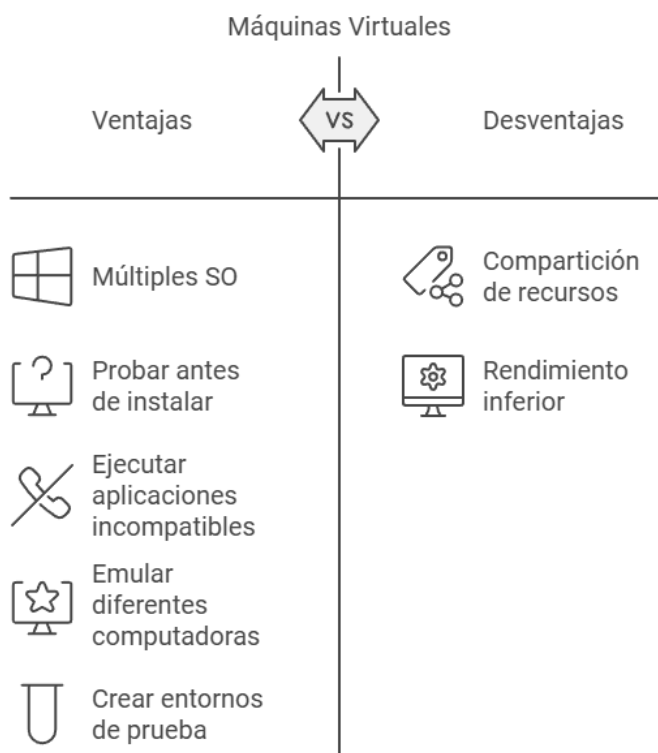 Máquinas Virtuales
Ventajas
VS
Desventajas
Múltiples SO
Probar antes
de instalar
Ejecutar
aplicaciones
incompatibles
Emular
diferentes
computadoras
Crear entornos
de prueba
Compartición
de recursos
Rendimiento
inferior